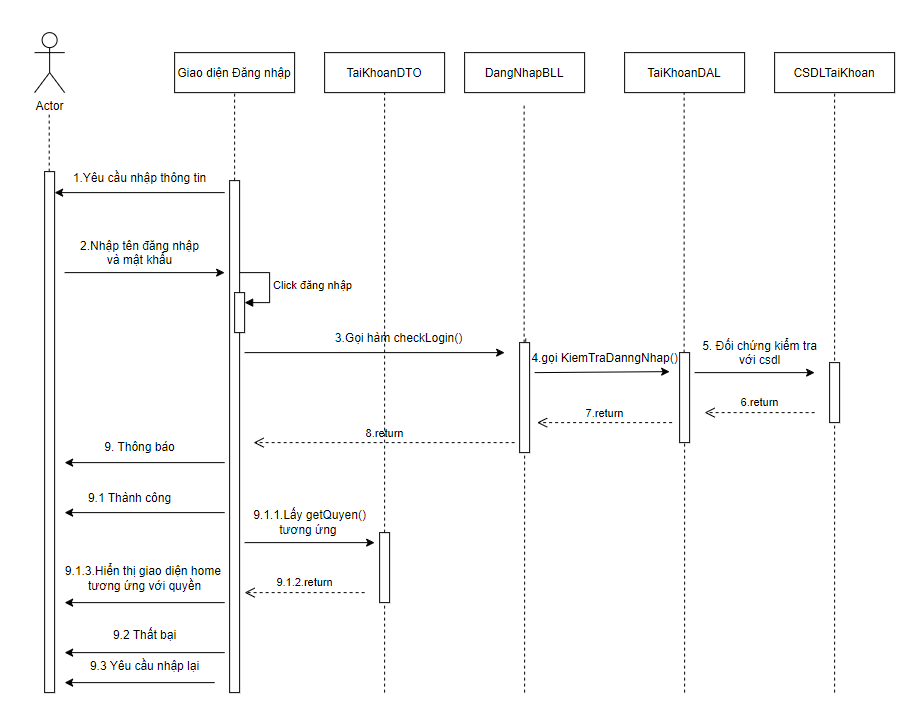 Giao diện Đăng nhập
TaiKhoanDTO
DangNhapBLL
TaiKhoanDAL
CSDLTaiKhoan
Actor
1.Yêu cầu nhập thông tin
2.Nhập tên đăng nhập
và mật khẩu
Click đăng nhập
3.Gọi hàm checkLogin()
4.gọi KiemTraDanngNhap()
5. Đối chứng kiểm tra
với csdl
6.return
7.return
8.return
9. Thông báo
9.1 Thành công
9.1.1.Lấy getQuyen()
tương ứng
9.1.3.Hiển thị giao diện home
tương ứng với quyền
9.1.2.return
9.2 Thất bại
9.3 Yêu cầu nhập lại